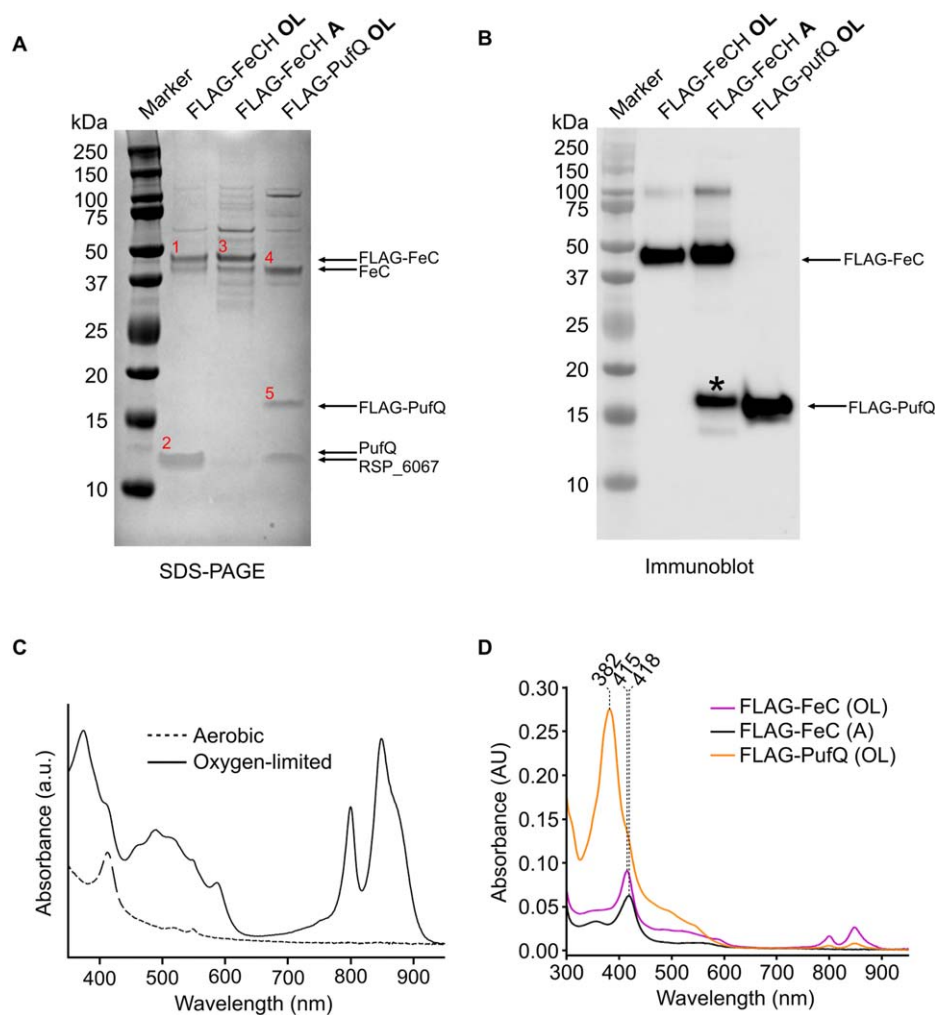 A
Marker
FLAG-FeCH OL
FLAG-FeCH A
FLAG-PufQ OL
kDa
250
150
100
75
50
37
25
20
15
10
1
3
4
5
2
FLAG-FeC
FeC
FLAG-PufQ
PufQ
RSP_6067
SDS-PAGE
B
Marker
FLAG-FeCH OL
FLAG-FeCH A
FLAG-pufQ OL
kDa
250
150
100
75
50
37
25
20
15
10
*
FLAG-FeC
FLAG-PufQ
Immunoblot
C
Absorbance (a.u.)
Aerobic
Oxygen-limited
400 500 600 700 800 900
Wavelength (nm)
D
382
415
418
Absorbance (AU)
0.30
0.25
0.20
0.15
0.10
0.05
0.00
FLAG-FeC (OL)
FLAG-FeC (A)
FLAG-PufQ (OL)
300 400 500 600 700 800 900
Wavelength (nm)